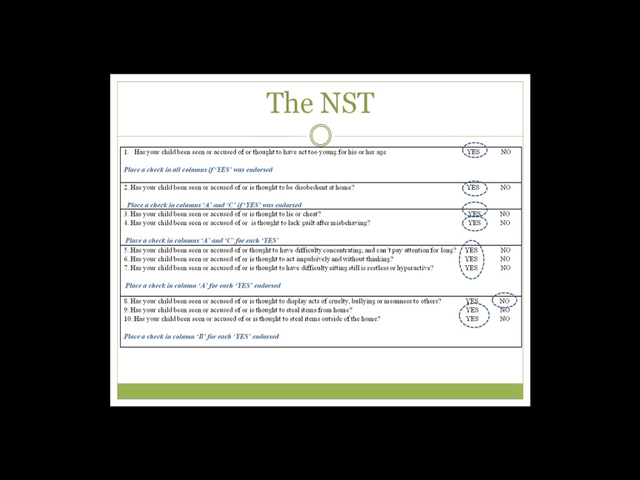 The NST
1. Has your child been seen or accused of or thought to have act too young for his or her age YES NO
Place a check in all columns if 'YES' was endorsed
2. Has your child been seen or accused of or is thought to be disobedient at home? YES NO
Place a check in columns 'A' and 'C' if 'YES' was endorsed
3. Has your child been seen or accused of or is thought to lie or cheat? YES NO
4. Has your child been seen or accused of or is thought to lack guilt after misbehaving? YES NO
Place a check in columns 'A' and 'C' for each 'YES'
5. Has your child been seen or accused of or thought to have difficulty concentrating, and can't pay attention for long? YES NO
6. Has your child been seen or accused of or is thought to act impulsively and without thinking? YES NO
7. Has your child been seen or accused of or is thought to have difficulty sitting still is restless or hyperactive? YES NO
Place a check in column 'A' for each 'YES' endorsed
8. Has your child been seen or accused of or is thought to display acts of cruelty, bullying or meanness to others? YES NO
9. Has your child been seen or accused of or is thought to steal items from home? YES NO
10. Has your child been seen or accused of or is thought to steal items outside of the home? YES NO
Place a check in column 'B' for each 'YES' endorsed